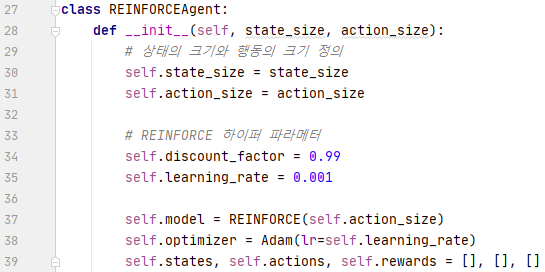 27 class REINFORCEAgent:
28 def __init__(self, state_size, action_size):
29 # 상태의 크기와 행동의 크기 정의
30 self.state_size = state_size
31 self.action_size = action_size
32
33 # REINFORCE 하이퍼 파라메터
34 self.discount_factor = 0.99
35 self.learning_rate = 0.001
36
37 self.model = REINFORCE(self.action_size)
38 self.optimizer = Adam(lr=self.learning_rate)
39 self.states, self.actions, self.rewards = [], [], []